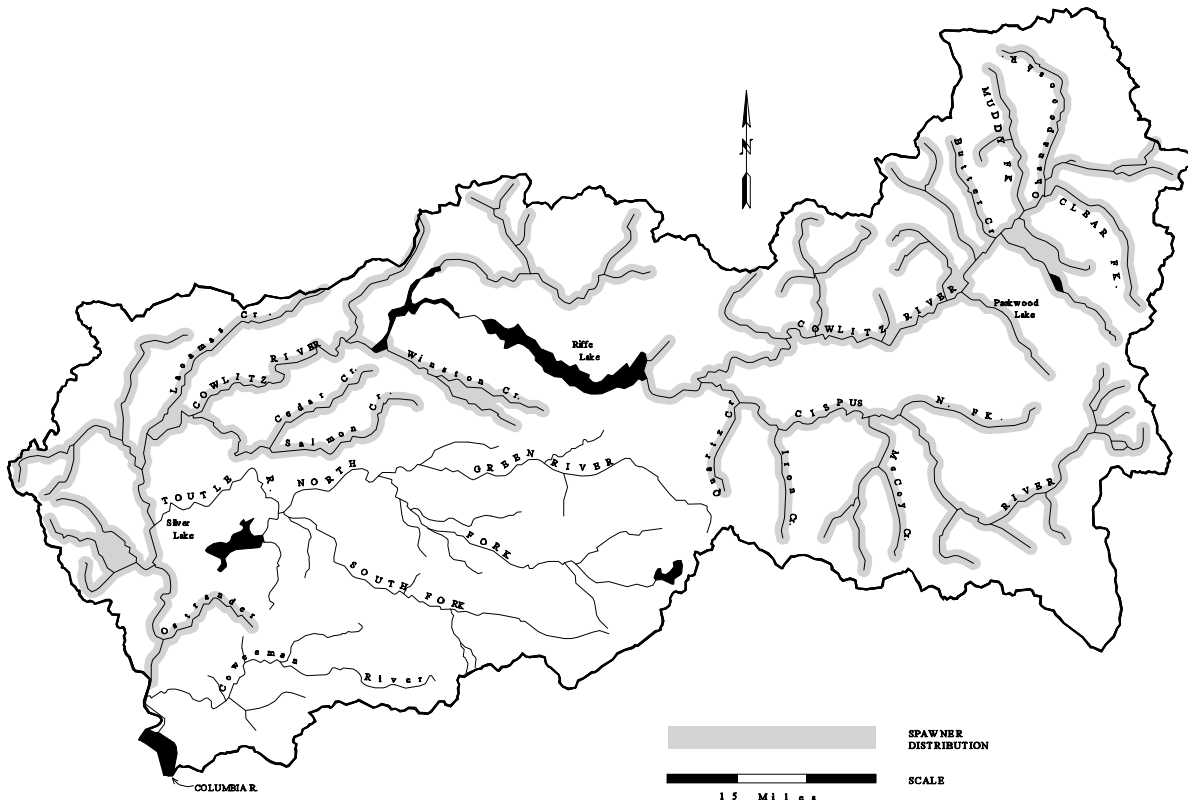 Ohanapecosh R.
MUDDY FK
Butter Cr
CLEAR FK.
N
Packwood
Lake
COWLITZ RIVER
Lacamas Cr.
COWLITZ RIVER
Riffe
Lake
Winston Cr.
Cedar Cr.
Salmon Cr.
CISPUS RIVER
N. FK.
Quartz Cr
Iron Cr.
McCoy Cr.
TOUTLE R.
NORTH FORK
GREEN RIVER
Silver
Lake
SOUTH FORK
Ostrander
Coweeman River
SPAWNER
DISTRIBUTION
SCALE
15 Miles
COLUMBIA R.